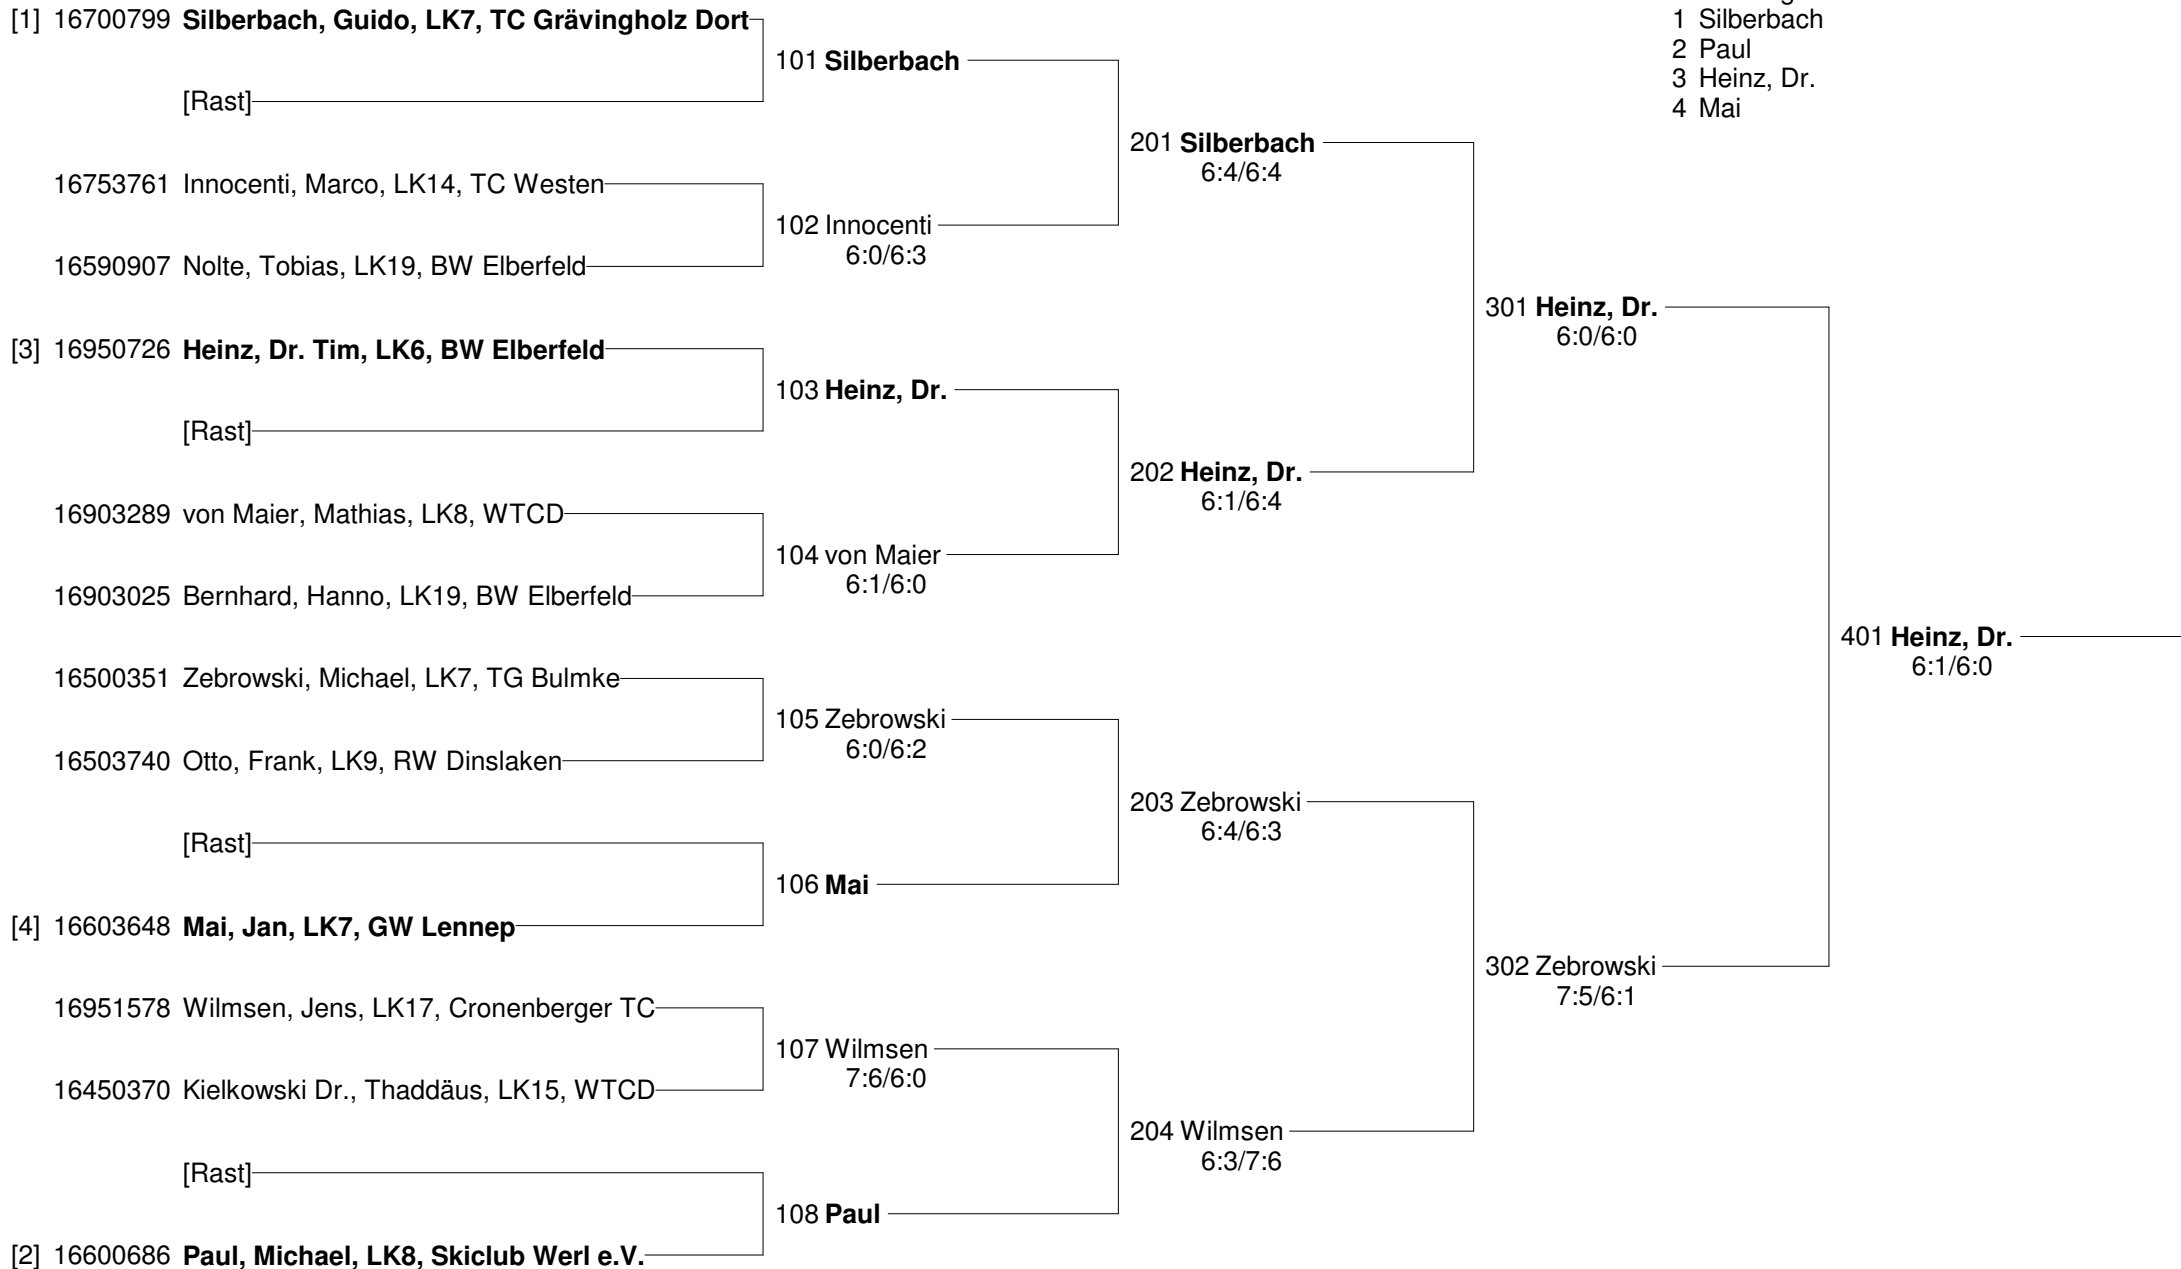 [1] 16700799 Silberbach, Guido, LK7, TC Grävingholz Dort
[Rast]
16753761 Innocenti, Marco, LK14, TC Westen
16590907 Nolte, Tobias, LK19, BW Elberfeld
[3] 16950726 Heinz, Dr. Tim, LK6, BW Elberfeld
[Rast]
16903289 von Maier, Mathias, LK8, WTCD
16903025 Bernhard, Hanno, LK19, BW Elberfeld
16500351 Zebrowski, Michael, LK7, TG Bulmke
16503740 Otto, Frank, LK9, RW Dinslaken
[Rast]
[4] 16603648 Mai, Jan, LK7, GW Lennep
16951578 Wilmsen, Jens, LK17, Cronenberger TC
16450370 Kielkowski Dr., Thaddäus, LK15, WTCD
[Rast]
[2] 16600686 Paul, Michael, LK8, Skiclub Werl e.V.
101 Silberbach
102 Innocenti
6:0/6:3
103 Heinz, Dr.
104 von Maier
6:1/6:0
105 Zebrowski
6:0/6:2
106 Mai
107 Wilmsen
7:6/6:0
108 Paul
201 Silberbach
6:4/6:4
202 Heinz, Dr.
6:1/6:4
203 Zebrowski
6:4/6:3
204 Wilmsen
6:3/7:6
301 Heinz, Dr.
6:0/6:0
302 Zebrowski
7:5/6:1
401 Heinz, Dr.
6:1/6:0
1 Silberbach
2 Paul
3 Heinz, Dr.
4 Mai